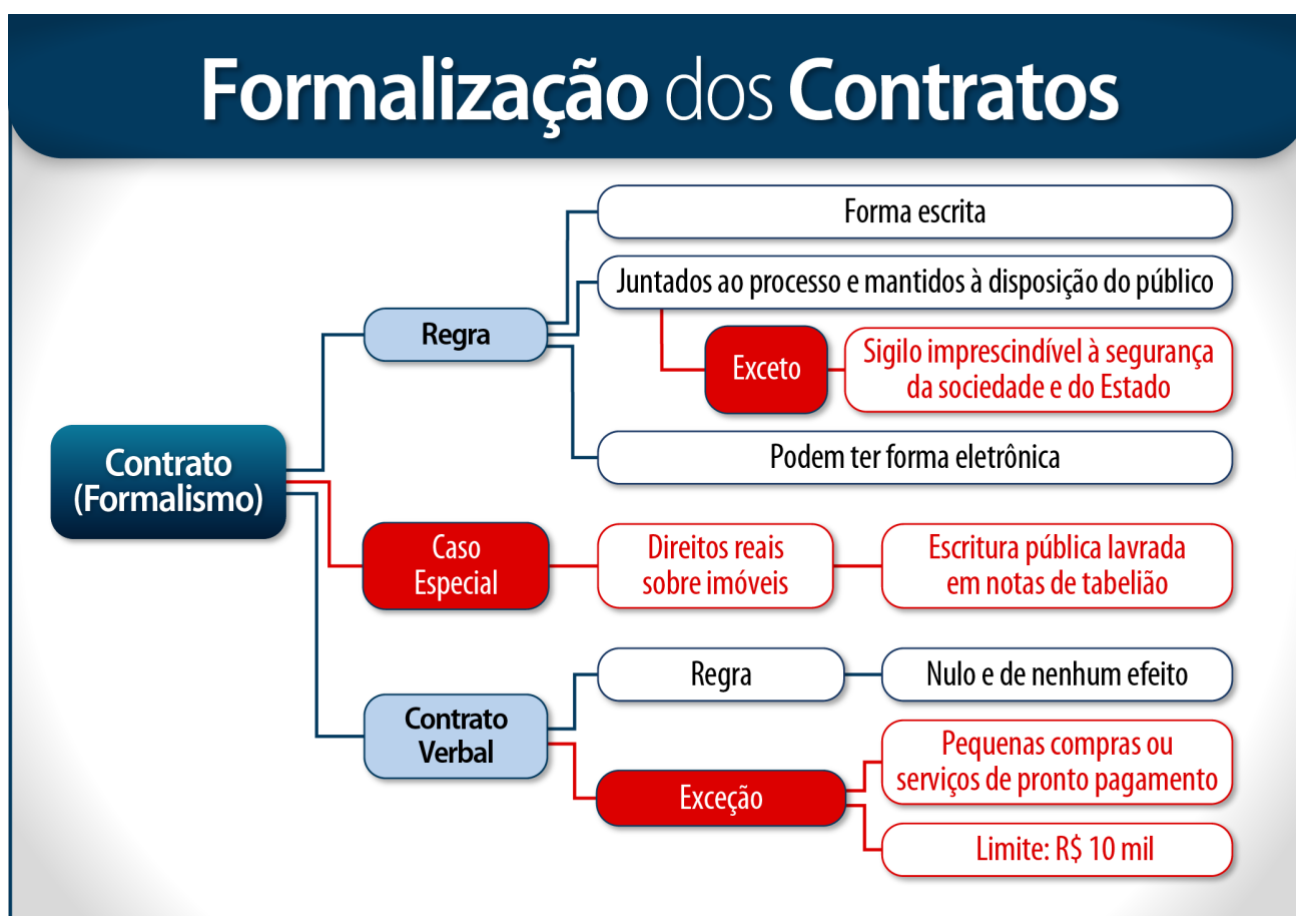 Formalização dos Contratos
Forma escrita
Juntados ao processo e mantidos à disposição do público
Regra
Exceto
Sigilo imprescindível à segurança
da sociedade e do Estado
Podem ter forma eletrônica
Contrato
(Formalismo)
Caso
Especial
Direitos reais
sobre imóveis
Escritura pública lavrada
em notas de tabelião
Contrato
Verbal
Regra
Nulo e de nenhum efeito
Exceção
Pequenas compras ou
serviços de pronto pagamento
Limite: R$ 10 mil